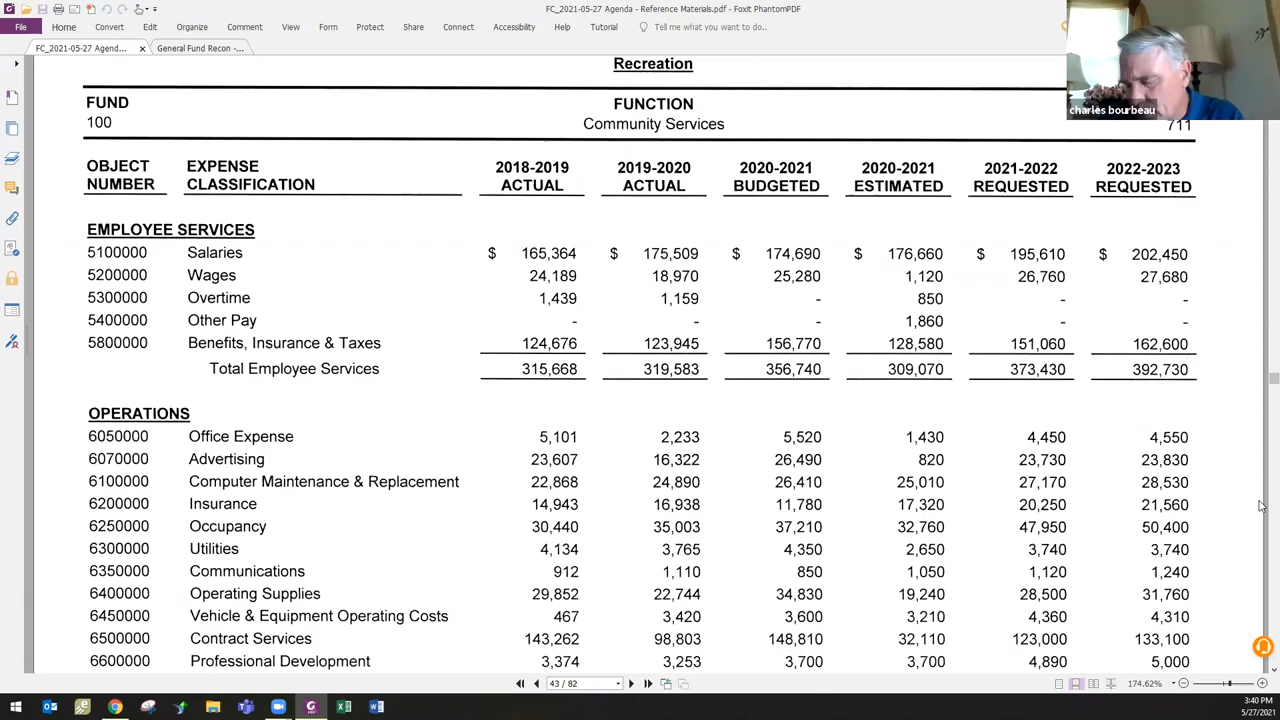 FC_2021-05-27 Agenda - Reference Materials.pdf - Foxit PhantomPDF
File Home Convert Edit Organize Comment View Form Protect Share Connect Accessibility Help Tutorial Tell me what you want to do..
FC_2021-05-27 Agend... × General Fund Recon -...
charles bourbeau
Recreation
FUND FUNCTION
100 Community Services 711
OBJECT EXPENSE 2018-2019 2019-2020 2020-2021 2020-2021 2021-2022 2022-2023
NUMBER CLASSIFICATION ACTUAL ACTUAL BUDGETED ESTIMATED REQUESTED REQUESTED
EMPLOYEE SERVICES
5100000 Salaries $ 165,364 $ 175,509 $ 174,690 $ 176,660 $ 195,610 $ 202,450
5200000 Wages 24,189 18,970 25,280 1,120 26,760 27,680
5300000 Overtime 1,439 1,159 - 850 - -
5400000 Other Pay - - - 1,860 - -
5800000 Benefits, Insurance & Taxes 124,676 123,945 156,770 128,580 151,060 162,600
Total Employee Services 315,668 319,583 356,740 309,070 373,430 392,730
OPERATIONS
6050000 Office Expense 5,101 2,233 5,520 1,430 4,450 4,550
6070000 Advertising 23,607 16,322 26,490 820 23,730 23,830
6100000 Computer Maintenance & Replacement 22,868 24,890 26,410 25,010 27,170 28,530
6200000 Insurance 14,943 16,938 11,780 17,320 20,250 21,560
6250000 Occupancy 30,440 35,003 37,210 32,760 47,950 50,400
6300000 Utilities 4,134 3,765 4,350 2,650 3,740 3,740
6350000 Communications 912 1,110 850 1,050 1,120 1,240
6400000 Operating Supplies 29,852 22,744 34,830 19,240 28,500 31,760
6450000 Vehicle & Equipment Operating Costs 467 3,420 3,600 3,210 4,360 4,310
6500000 Contract Services 143,262 98,803 148,810 32,110 123,000 133,100
6600000 Professional Development 3,374 3,253 3,700 3,700 4,890 5,000
43 / 82 174.62%
3:40 PM
5/27/2021